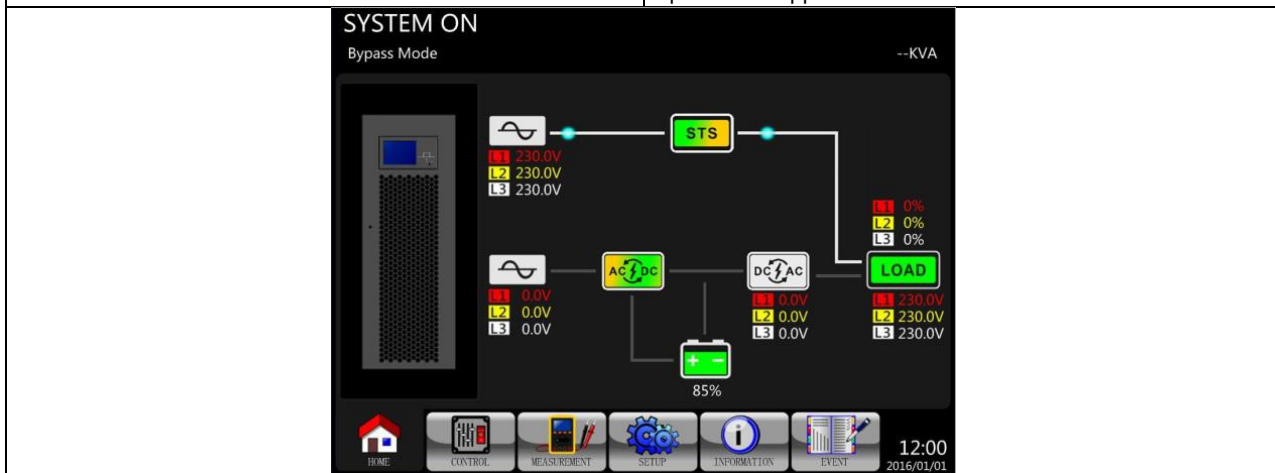 SYSTEM ON
Bypass Mode
--KVA
STS
L1 230.0V
L2 230.0V
L3 230.0V
L1 0%
L2 0%
L3 0%
AC DC
DC AC
LOAD
L1 0.0V
L2 0.0V
L3 0.0V
L1 0.0V
L2 0.0V
L3 0.0V
L1 230.0V
L2 230.0V
L3 230.0V
+ -
85%
HOME
CONTROL
MEASUREMENT
SETUP
INFORMATION
EVENT
12:00
2016/01/01